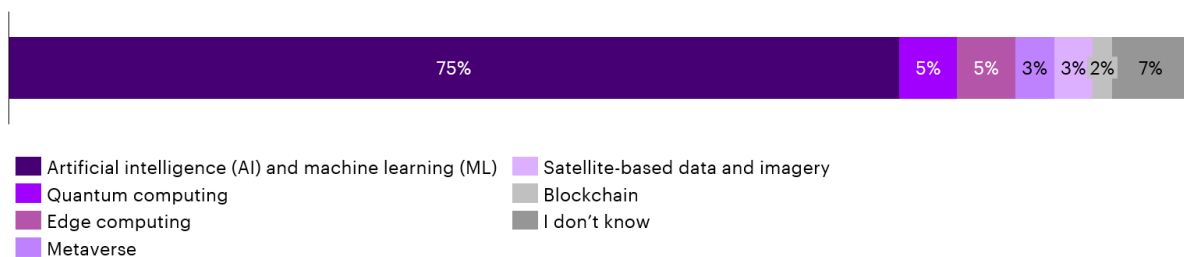 75% 5% 5% 3% 3% 2% 7%
Artificial intelligence (AI) and machine learning (ML)
Quantum computing
Edge computing
Metaverse
Satellite-based data and imagery
Blockchain
I don’t know